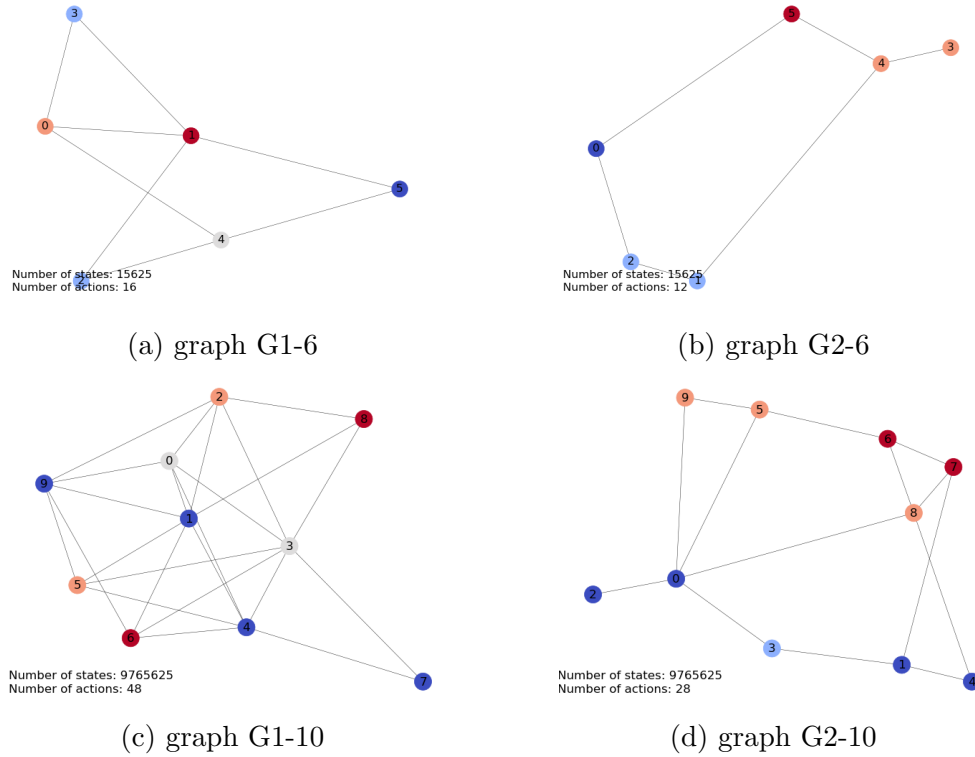 3
0
1
5
4
2
Number of states: 15625
Number of actions: 16
(a) graph G1-6
5
3
4
0
2
1
Number of states: 15625
Number of actions: 12
(b) graph G2-6
2
8
0
9
1
3
5
4
6
7
Number of states: 9765625
Number of actions: 48
(c) graph G1-10
9
5
6
7
8
0
2
3
1
4
Number of states: 9765625
Number of actions: 28
(d) graph G2-10